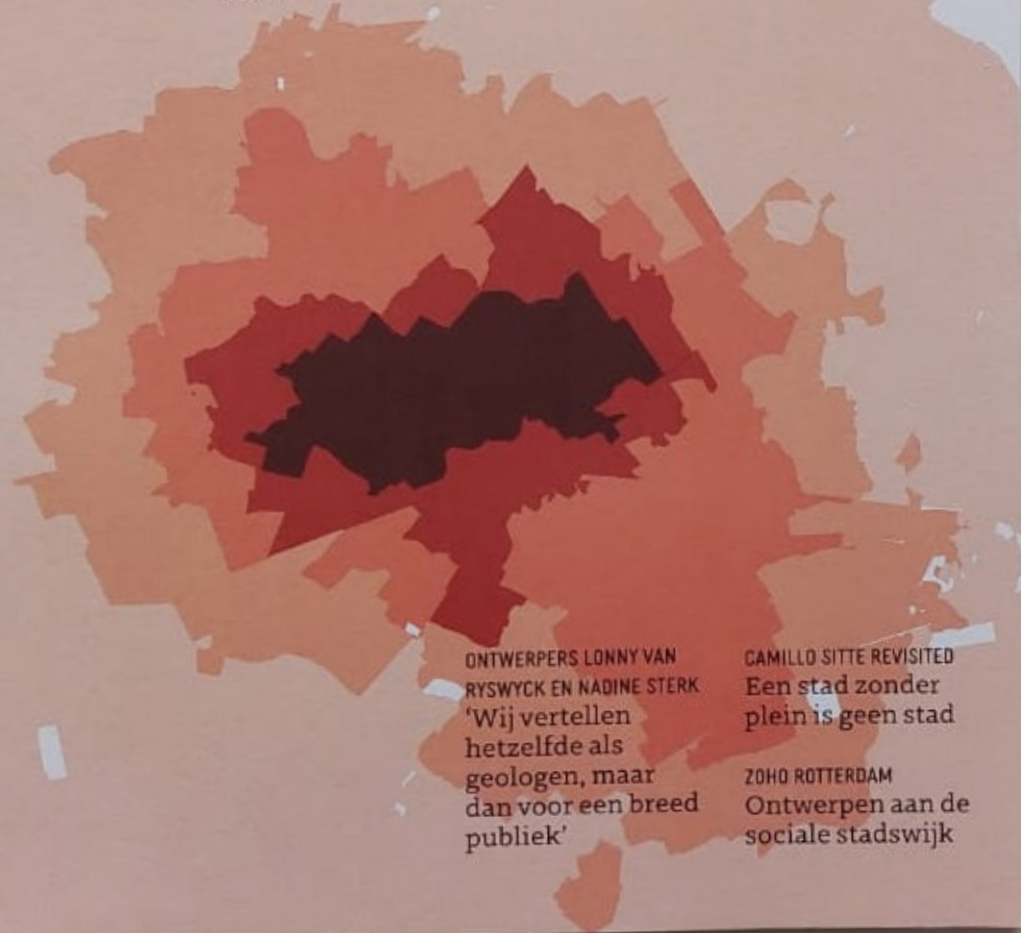 ONTWERPERS LONNY VAN
RYSWYCK EN NADINE STERK
‘Wij vertellen
hetzelfde als
geologen, maar
dan voor een breed
publiek’
CAMILLO SITTE REVISITED
Een stad zonder
plein is geen stad
ZOHO ROTTERDAM
Ontwerpen aan de
sociale stadswijk